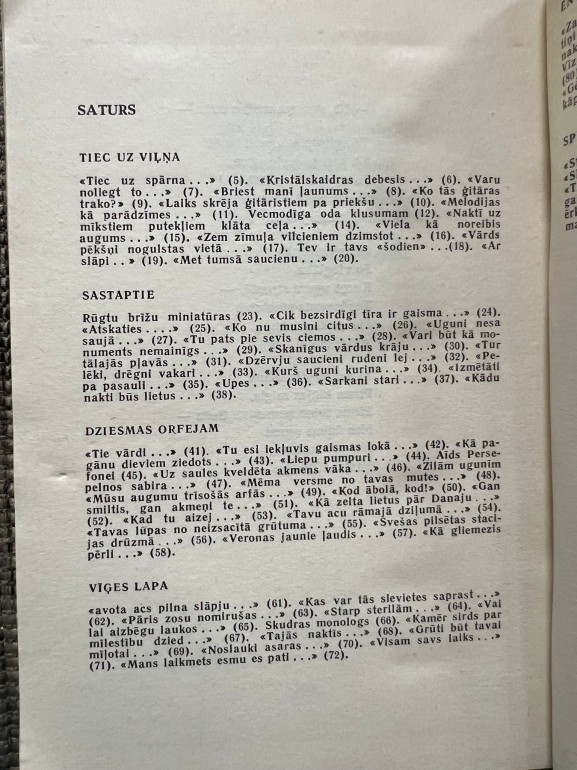 SATURS
TIEC UZ VIĻŅA
«Tiec uz spārna . . .» (5). «Kristālskaidras debesis . . .» (6). «Varu
noliegt to . . .» (7). «Briest manī ļaunums . . .» (8). «Ko tās ģitāras
trako?» (9). «Laiks skrēja ģitāristiem pa priekšu . . .» (10). «Melodijas
kā parādzīmes . . .» (11). Vecmodīga oda klusumam (12). «Naktī uz
mīkstiem putekļiem klāta ceļa . . .» (14). «Viela kā noreibis
augums . . .» (15). «Zem zīmuļa vilcieniem dzimstot . . .» (16). «Vārds
pēkšņi nogulstas vietā . . .» (17). Tev ir tavs «šodien» . . .(18). «Ar
slāpi . . » (19). «Met tumsā saucienu . . .» (20).
SASTAPTIE
Rūgtu brīžu miniatūras (23). «Cik bezsirdīgi tīra ir gaisma . . .» (24).
«Atskaties . . . .» (25). «Ko nu musini citus . . .» (26). «Uguni nesa
saujā . . .» (27). «Tu pats pie sevis ciemos . . .» (28). «Vari būt kā mo-
numents nemainīgs . . .» (29). «Skanīgus vārdus krāju . . .» (30). «Tur
tālajās pļavās . . .» (31). «Dzērvju saucieni rudeni lej . . .» (32). «Pe-
lēki, drēgni vakari . . .» (33). «Kurš uguni kurina . . .» (34). «Izmētāti
pa pasauli . . .» (35). «Upes . . .» (36). «Sarkani stari . . .» (37). «Kādu
nakti būs lietus . . .» (38).
DZIESMAS ORFEJAM
«Tie vārdi . . .» (41). «Tu esi iekļuvis gaismas lokā . . .» (42). «Kā pa-
gānu dieviem ziedots . . .» (43). «Liepu pumpuri . . .» (44). Aīds Perse-
fonei (45). «Uz saules kveldēta akmens vāka . . .» (46). «Zilām ugunīm
pelnos sabira . . .» (47). «Mēma versme no tavas mutes . . .» (48).
«Mūsu augumu trīsošās arfās . . .» (49). «Kod ābolā, kod!» (50). «Gan
smiltis, gan akmeņi te . . .» (51). «Kā zelta lietus pār Danaju . . .»
(52). «Kad tu aizej . . .» (53). «Tavu acu rāmajā dzījumā . . .» (54).
«Tavas lūpas no neizsacītā grūtuma . . .» (55). «Svešas pilsētas staci-
jas drūzmā . . .» (56). «Veronas jaunie ļaudis . . .» (57). «Kā gliemezis
pērli . . .» (58).
VĪĢES LAPA
«avota acs pilna slāpju . . .» (61). «Kas var tās sievietes saprast . . .»
(62). «Pāris zosu nomirušas . . .» (63). «Starp sterilām . . .» (64). «Vai
lai aizbēgu laukos . . .» (65). Skudras monologs (66). «Kamēr sirds par
mīlestību dzied . . .» (67). «Tajās naktīs . . .» (68). «Grūti būt tavai
mīļotai . . .» (69). «Noslauki asaras . . .» (70). «Visam savs laiks . . .»
(71). «Mans laikmets esmu es pati . . .» (72).